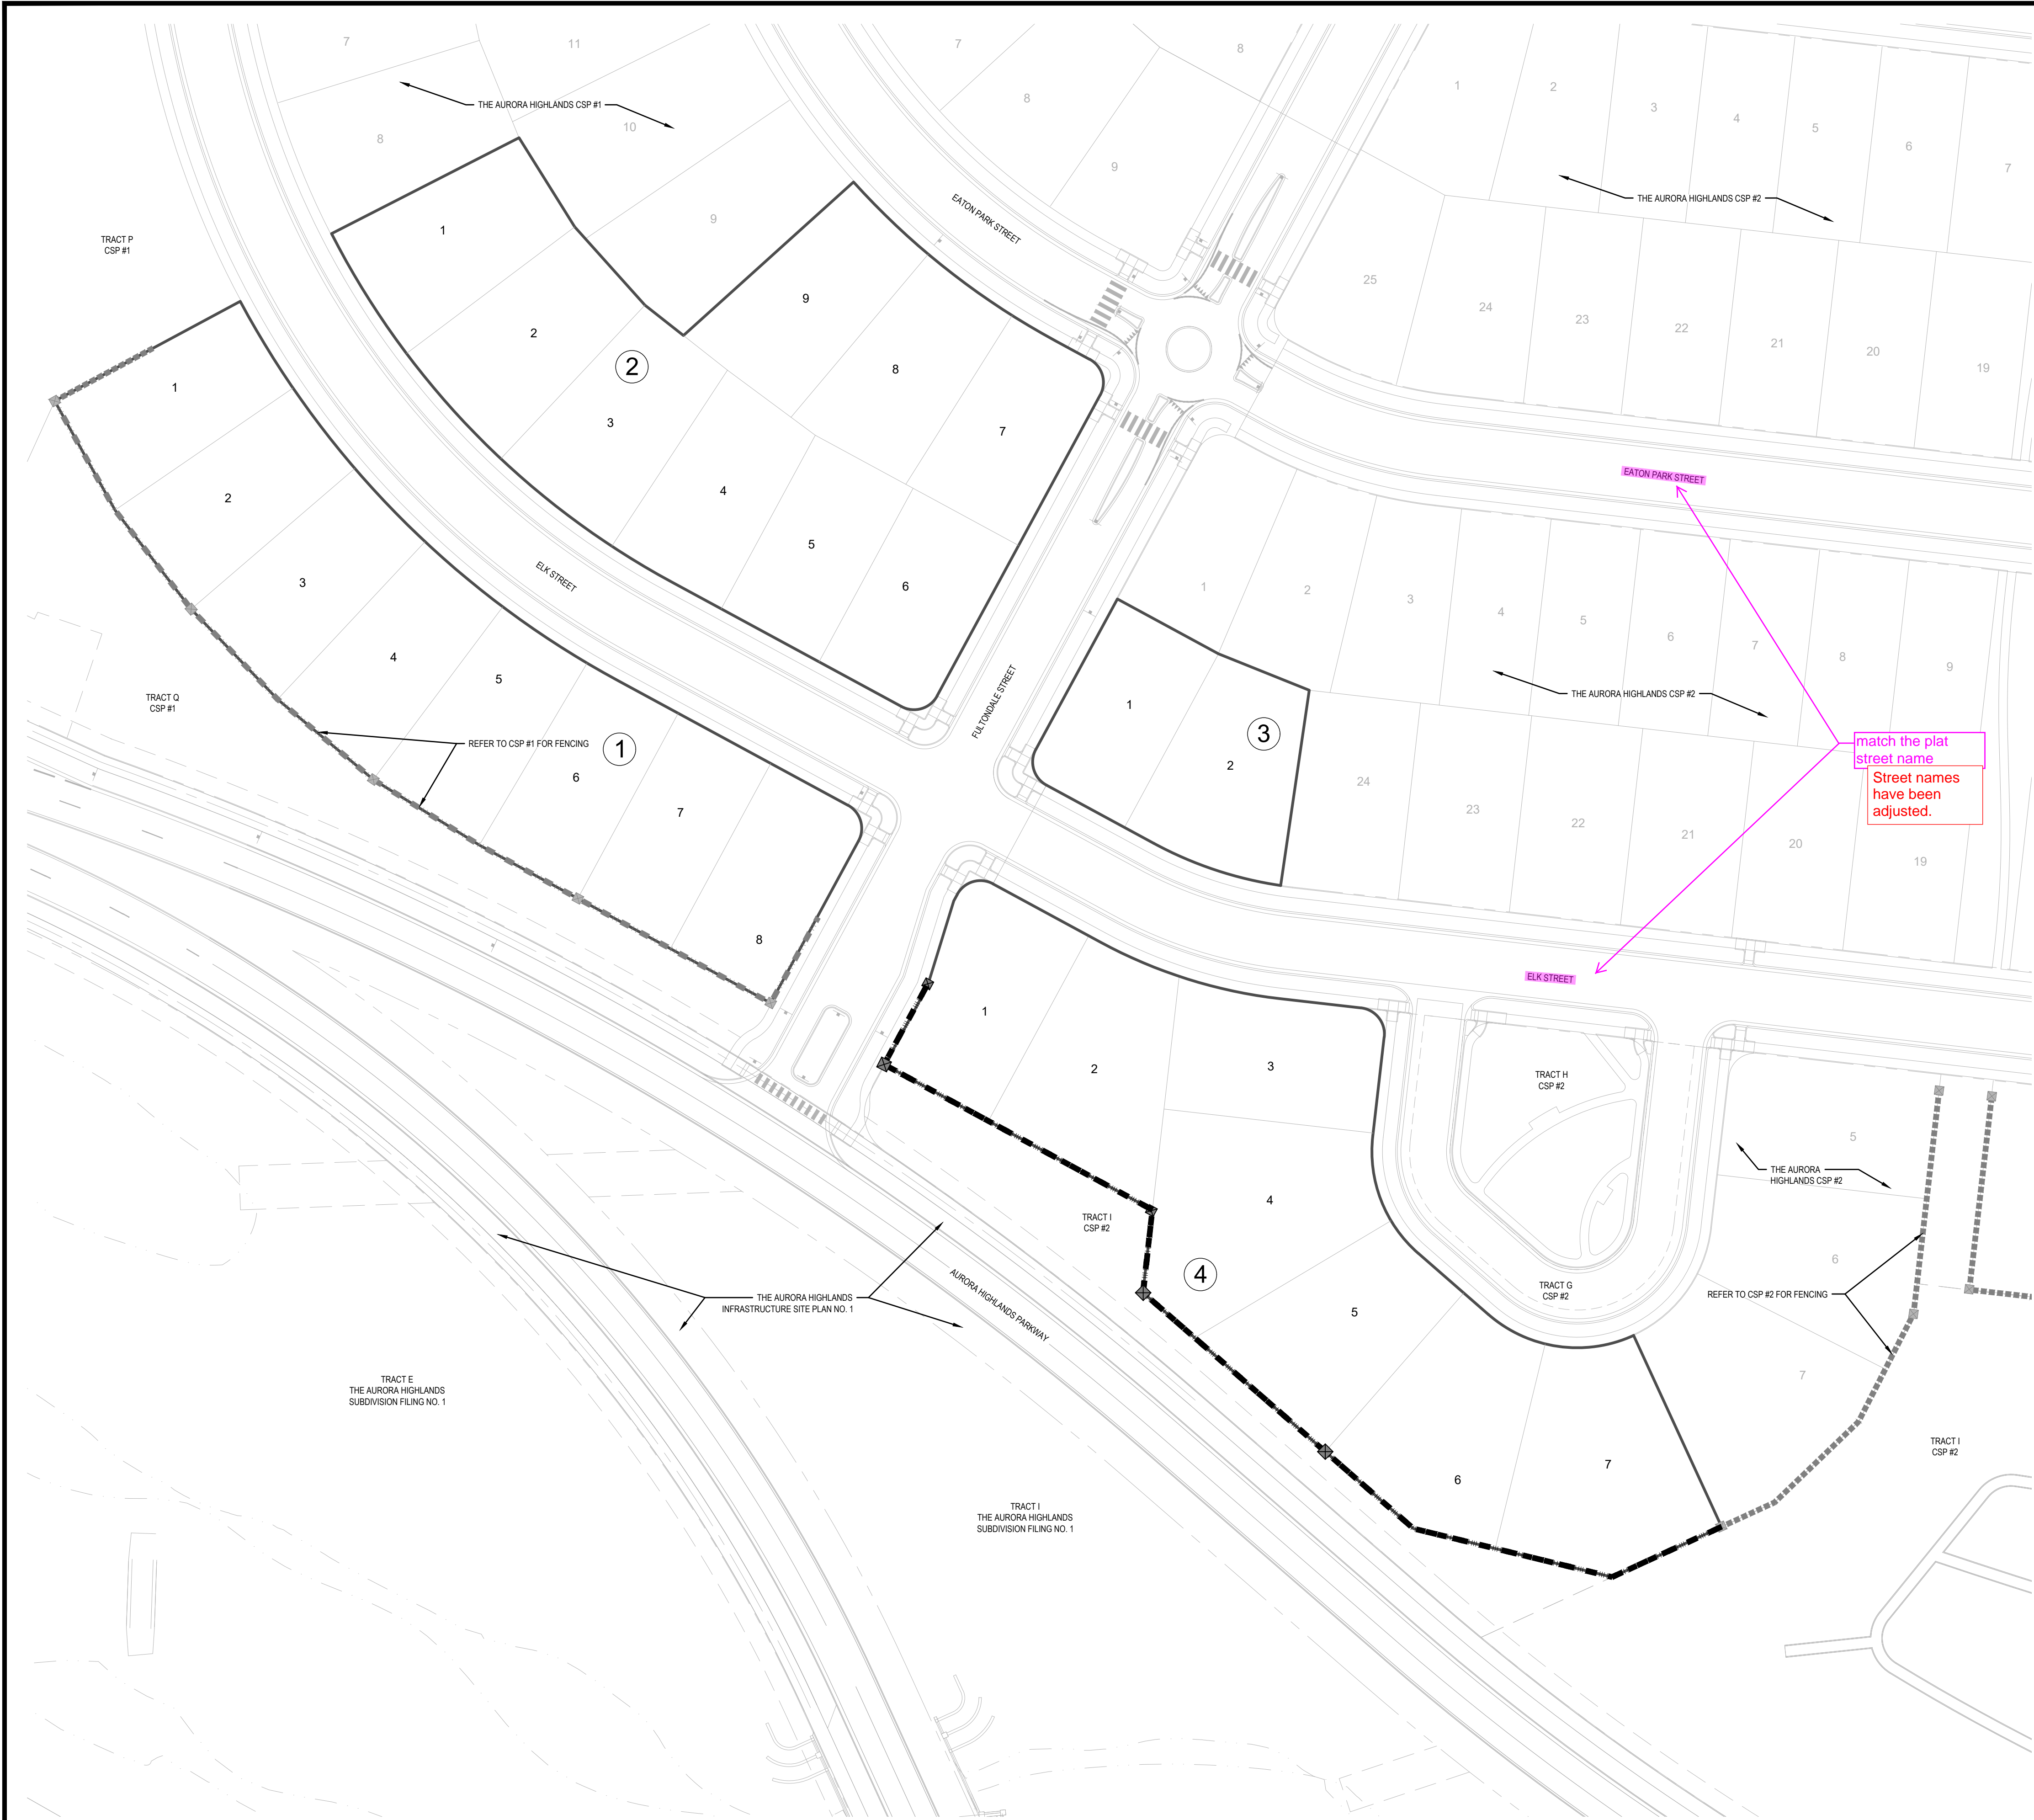 7
11
7
8
THE AURORA HIGHLANDS CSP #1
10
8
8
9
1
2
3
4
5
6
7
THE AURORA HIGHLANDS CSP #2
TRACT P
CSP #1
1
9
EATON PARK STREET
25
24
23
22
21
20
19
9
2
2
8
3
7
1
4
5
6
2
3
ELK STREET
EATON PARK STREET
1
2
3
4
5
6
7
8
9
THE AURORA HIGHLANDS CSP #2
FULTONDALE STREET
1
2
3
24
23
22
21
20
19
match the plat
street name
Street names
have been
adjusted.
4
5
TRACT Q
CSP #1
REFER TO CSP #1 FOR FENCING
1
6
7
8
ELK STREET
1
2
3
4
TRACT H
CSP #2
5
THE AURORA
HIGHLANDS CSP #2
6
TRACT I
CSP #2
4
TRACT G
CSP #2
REFER TO CSP #2 FOR FENCING
THE AURORA HIGHLANDS
INFRASTRUCTURE SITE PLAN NO. 1
AURORA HIGHLANDS PARKWAY
5
7
TRACT E
THE AURORA HIGHLANDS
SUBDIVISION FILING NO. 1
6
7
TRACT I
CSP #2
TRACT I
THE AURORA HIGHLANDS
SUBDIVISION FILING NO. 1